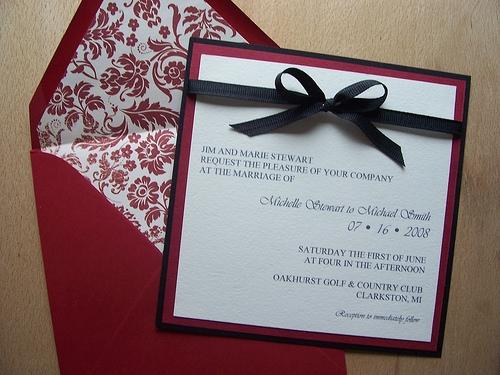 JIM AND MARIE STEWART
REQUEST THE PLEASURE OF YOUR COMPANY
AT THE MARRIAGE OF
Michelle Stewart to Michael Smith
07 • 16 • 2008
SATURDAY THE FIRST OF JUNE
AT FOUR IN THE AFTERNOON
OAKHURST GOLF & COUNTRY CLUB
CLARKSTON, MI
Reception to immediately follow